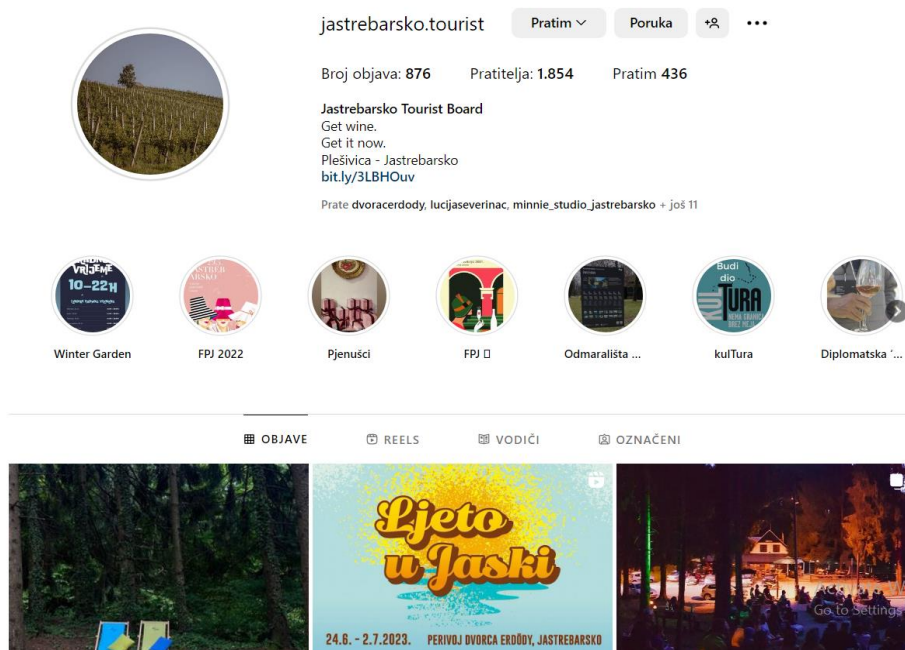 jastrebarsko.tourist Pratim Poruka
Broj objava: 876 Pratitelja: 1.854 Pratim 436
Jastrebarsko Tourist Board
Get wine.
Get it now.
Plešivica - Jastrebarsko
bit.ly/3LBHOuv
Prate dvoracerdody, lucijaseverinac, minnie_studio_jastrebarsko + još 11
VRIJEME
10-22H
Budi
dio
KULTURA
Winter Garden FPJ 2022 Pjenušci FPJ Odmarališta ... kulTura Diplomatska ´...
OBJAVE REELS VODIČI OZNAČENI
Ljeto
u Jaski
24.6. - 2.7.2023. PERIVOJ DVORCA ERDÖDY, JASTREBARSKO
Go to Settings